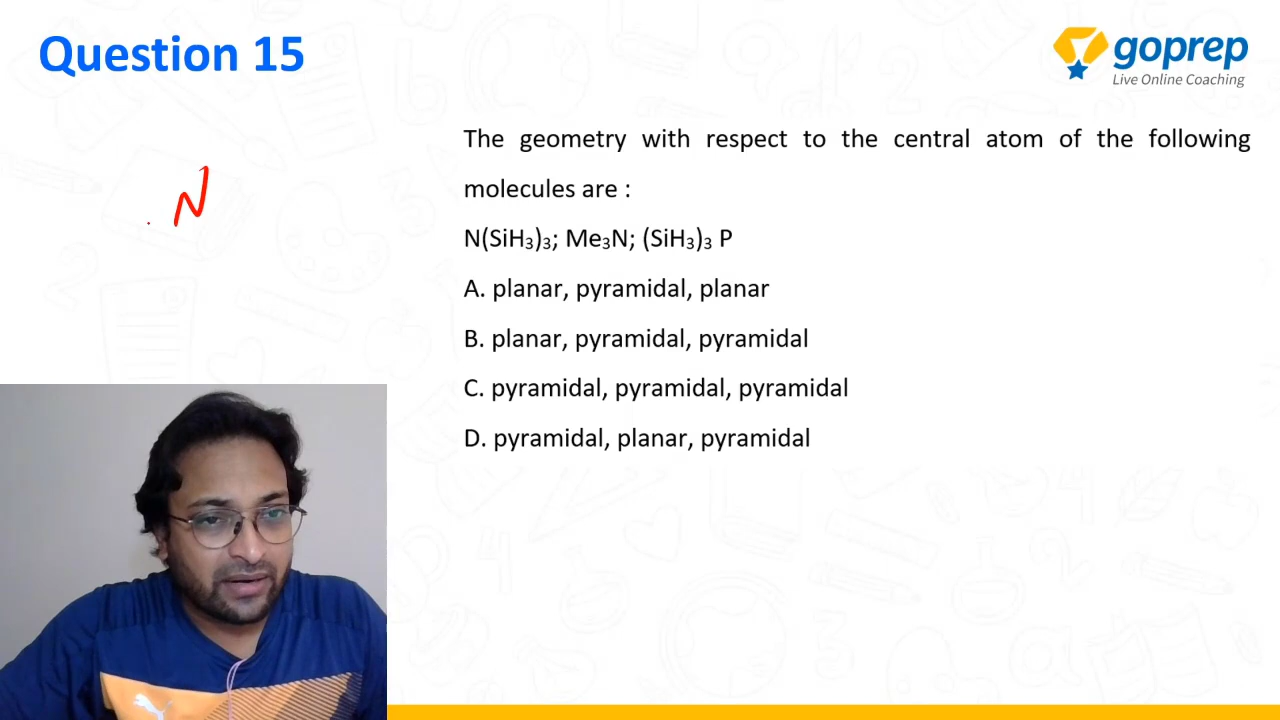 Question 15
goprep
Live Online Coaching
The geometry with respect to the central atom of the following
molecules are :
N(SiH₃)₃; Me₃N; (SiH₃)₃ P
A. planar, pyramidal, planar
B. planar, pyramidal, pyramidal
C. pyramidal, pyramidal, pyramidal
D. pyramidal, planar, pyramidal
N